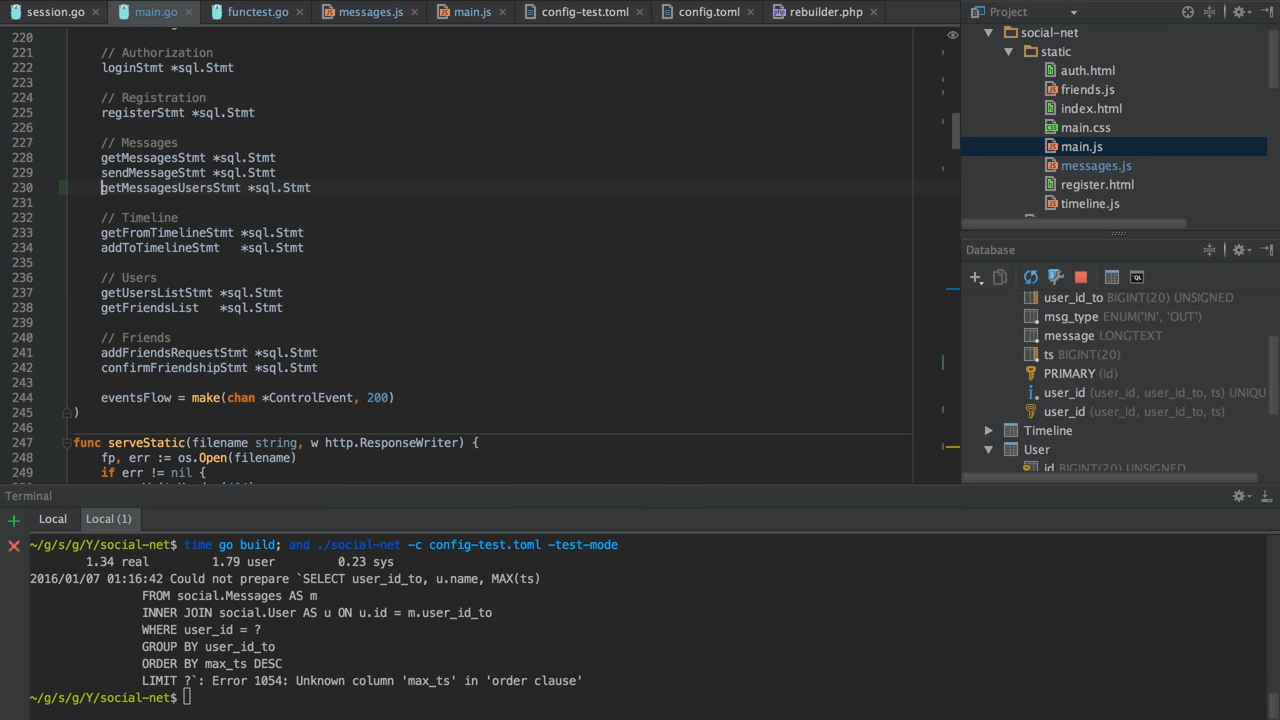 session.go main.go functest.go messages.js main.js config-test.toml config.toml rebuilder.php
220
221 // Authorization
222 loginStmt *sql.Stmt
223
224 // Registration
225 registerStmt *sql.Stmt
226
227 // Messages
228 getMessagesStmt *sql.Stmt
229 sendMessageStmt *sql.Stmt
230 getMessagesUsersStmt *sql.Stmt
231
232 // Timeline
233 getFromTimelineStmt *sql.Stmt
234 addToTimelineStmt   *sql.Stmt
235
236 // Users
237 getUsersListStmt *sql.Stmt
238 getFriendsList   *sql.Stmt
239
240 // Friends
241 addFriendsRequestStmt *sql.Stmt
242 confirmFriendshipStmt *sql.Stmt
243
244 eventsFlow = make(chan *ControlEvent, 200)
245 )
246
247 func serveStatic(filename string, w http.ResponseWriter) {
248 fp, err := os.Open(filename)
249 if err != nil {
Project
social-net
static
auth.html
friends.js
index.html
main.css
main.js
messages.js
register.html
timeline.js
Database
user_id_to BIGINT(20) UNSIGNED
msg_type ENUM('IN', 'OUT')
message LONGTEXT
ts BIGINT(20)
PRIMARY (id)
user_id (user_id, user_id_to, ts) UNIQU
user_id (user_id, user_id_to, ts)
Timeline
User
id BIGINT(20) UNSIGNED
Terminal
Local Local (1)
~/g/s/g/Y/social-net$ time go build; and ./social-net -c config-test.toml -test-mode
1.34 real 1.79 user 0.23 sys
2016/01/07 01:16:42 Could not prepare `SELECT user_id_to, u.name, MAX(ts)
FROM social.Messages AS m
INNER JOIN social.User AS u ON u.id = m.user_id_to
WHERE user_id = ?
GROUP BY user_id_to
ORDER BY max_ts DESC
LIMIT ?`: Error 1054: Unknown column 'max_ts' in 'order clause'
~/g/s/g/Y/social-net$